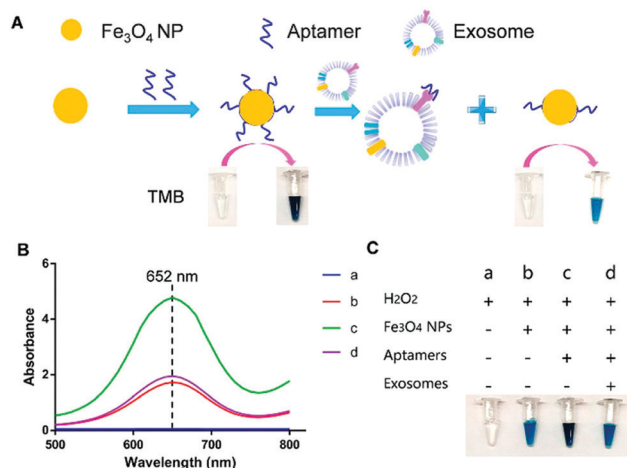 A
Fe₃O₄ NP
Aptamer
Exosome
TMB
B
652 nm
6
4
2
0
Absorbance
500
600
700
800
Wavelength (nm)
a
b
c
d
C
a b c d
H2O2 + + + +
Fe3O4 NPs - + + +
Aptamers - - + +
Exosomes - - - +